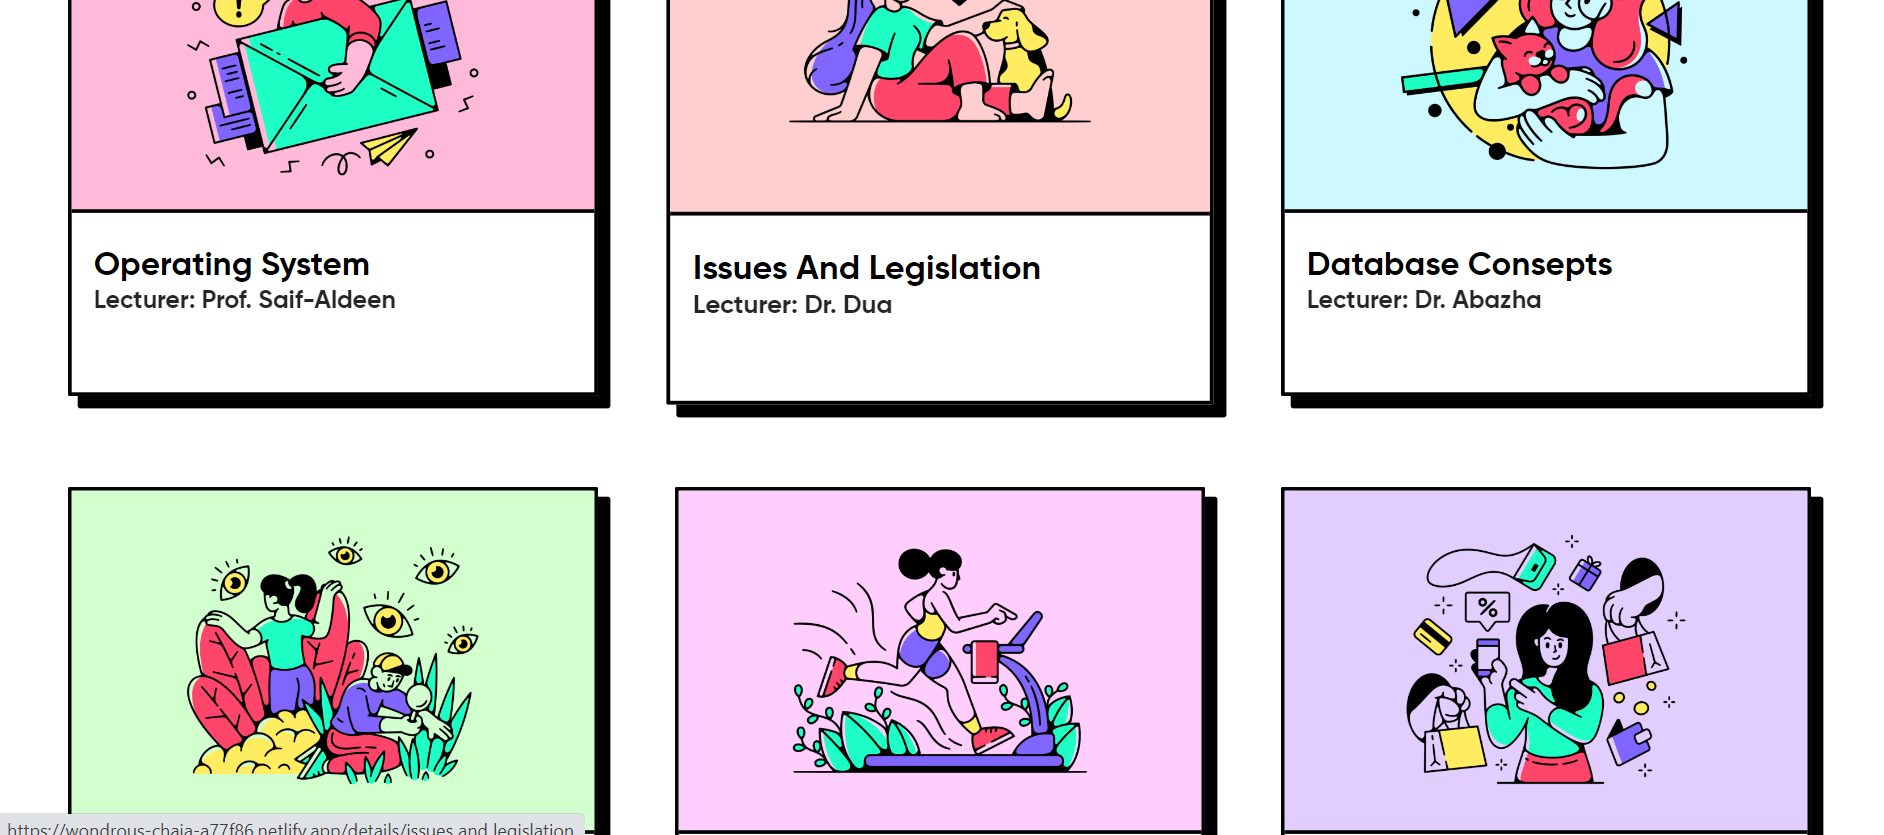 !
Operating System
Lecturer: Prof. Saif-Aldeen
Issues And Legislation
Lecturer: Dr. Dua
Database Consepts
Lecturer: Dr. Abazha
%
https://wondrous-chaja-a77f86.netlify.app/details/issues and legislation